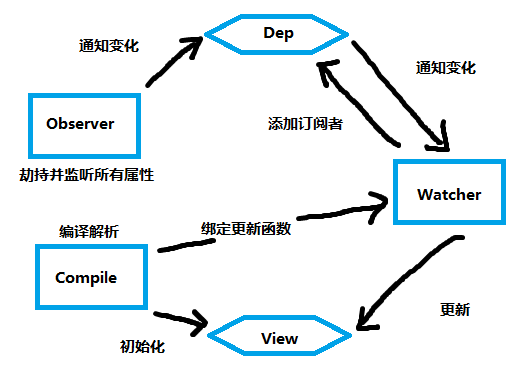 Dep
通知变化
通知变化
Observer
添加订阅者
劫持并监听所有属性
Watcher
编译解析
绑定更新函数
Compile
更新
View
初始化